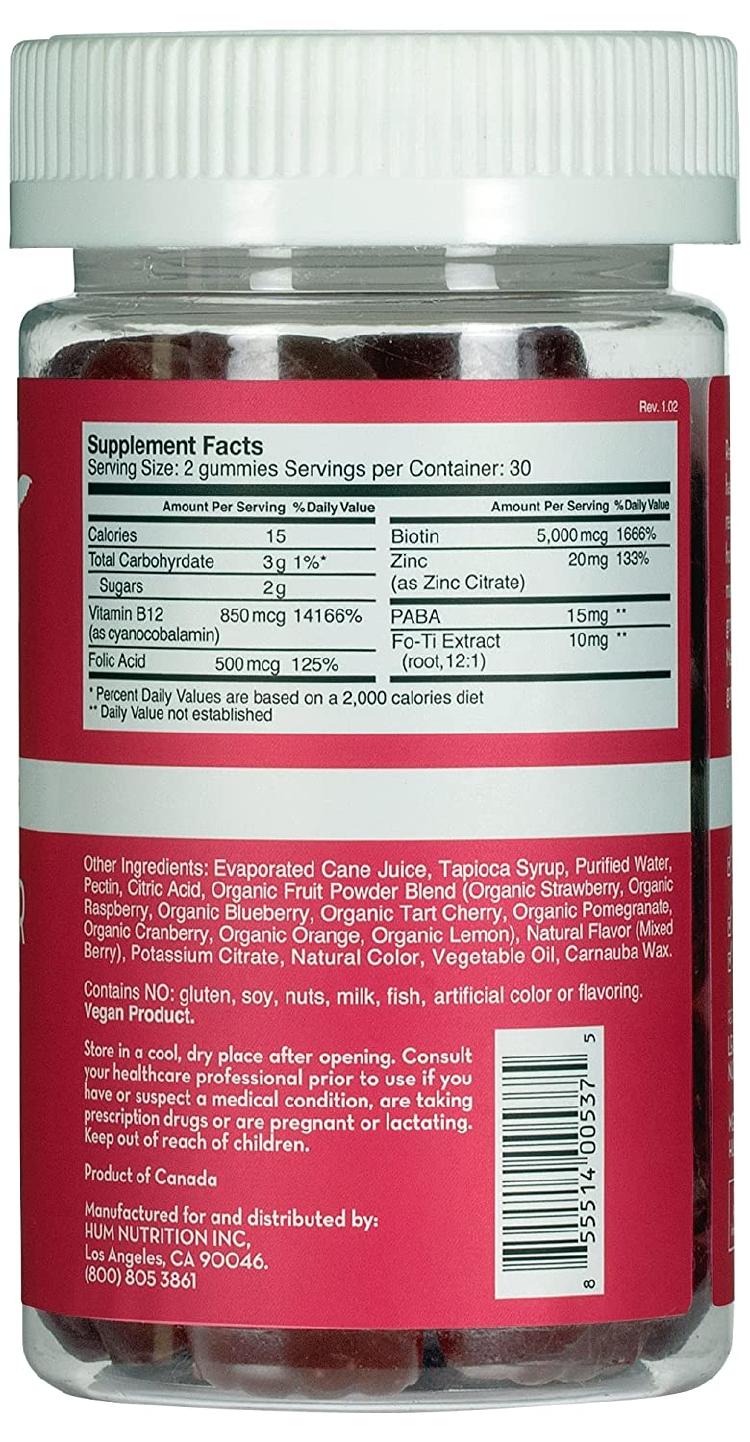 Rev. 1.02
Supplement Facts
Serving Size: 2 gummies Servings per Container: 30
Amount Per Serving % Daily Value
Calories 15
Total Carbohyrdate 3g 1%*
Sugars 2g
Vitamin B12 850 mcg 14166%
(as cyanocobalamin)
Folic Acid 500 mcg 125%
Amount Per Serving % Daily Value
Biotin 5,000 mcg 1666%
Zinc 20mg 133%
(as Zinc Citrate)
PABA 15mg **
Fo-Ti Extract 10mg **
(root, 12:1)
* Percent Daily Values are based on a 2,000 calories diet
** Daily Value not established
Other Ingredients: Evaporated Cane Juice, Tapioca Syrup, Purified Water,
Pectin, Citric Acid, Organic Fruit Powder Blend (Organic Strawberry, Organic
Raspberry, Organic Blueberry, Organic Tart Cherry, Organic Pomegranate,
Organic Cranberry, Organic Orange, Organic Lemon), Natural Flavor (Mixed
Berry), Potassium Citrate, Natural Color, Vegetable Oil, Carnauba Wax.
Contains NO: gluten, soy, nuts, milk, fish, artificial color or flavoring.
Vegan Product.
Store in a cool, dry place after opening. Consult
your healthcare professional prior to use if you
have or suspect a medical condition, are taking
prescription drugs or are pregnant or lactating.
Keep out of reach of children.
Product of Canada
Manufactured for and distributed by:
HUM NUTRITION INC,
Los Angeles, CA 90046.
(800) 805 3861
8 55514 00537 5